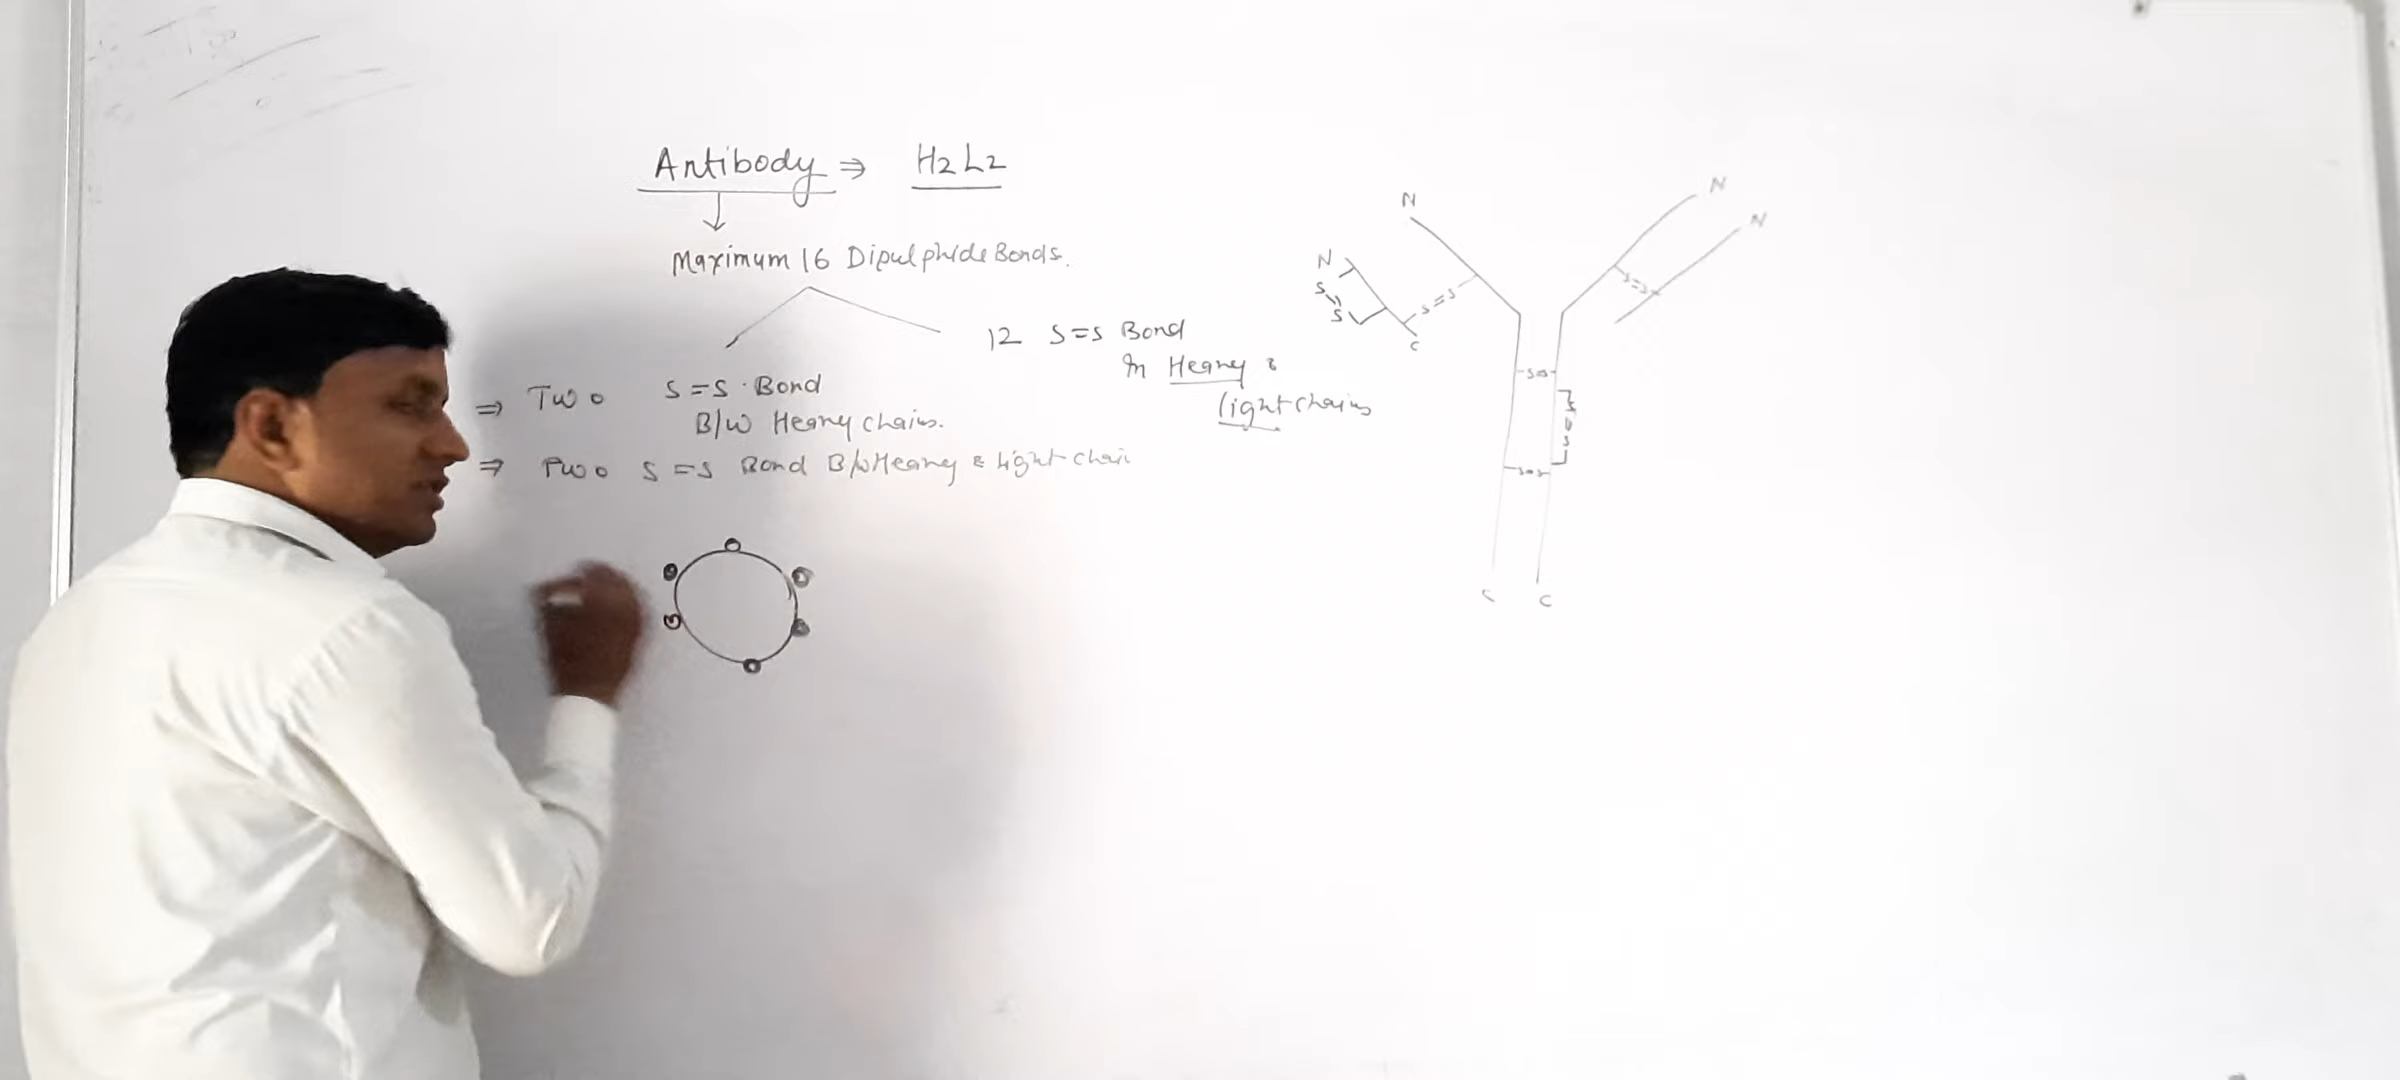 Antibody ⇒ H2L2
Maximum 16 Dipulphide Bonds.
12 S=S Bond
In Heavy &
light chains
⇒ Two S=S Bond
B/W Heavy chains.
⇒ Two S=S Bond B/w Heavy & Light chain
N
N
S
S
C
S=S
N
N
S=S
C
C